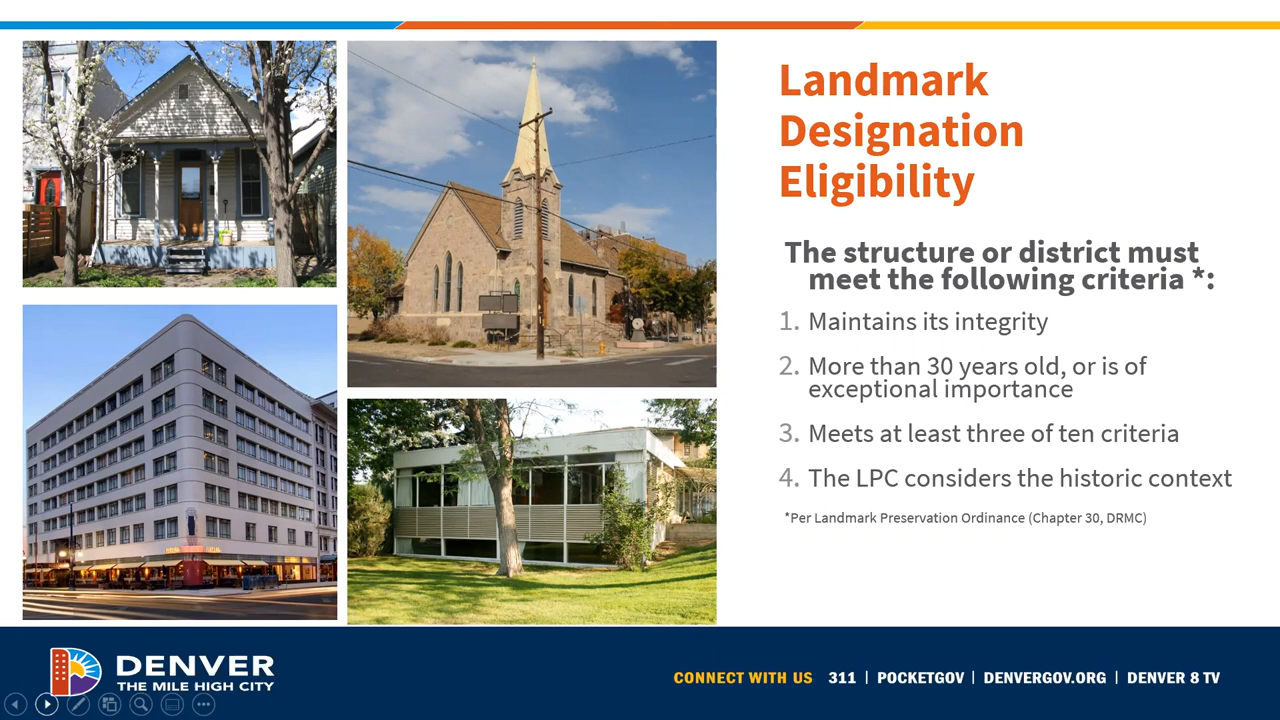 Landmark
Designation
Eligibility
The structure or district must
meet the following criteria *:
1. Maintains its integrity
2. More than 30 years old, or is of
exceptional importance
3. Meets at least three of ten criteria
4. The LPC considers the historic context
*Per Landmark Preservation Ordinance (Chapter 30, DRMC)
DENVER
THE MILE HIGH CITY
CONNECT WITH US 311 | POCKETGOV | DENVERGOV.ORG | DENVER 8 TV